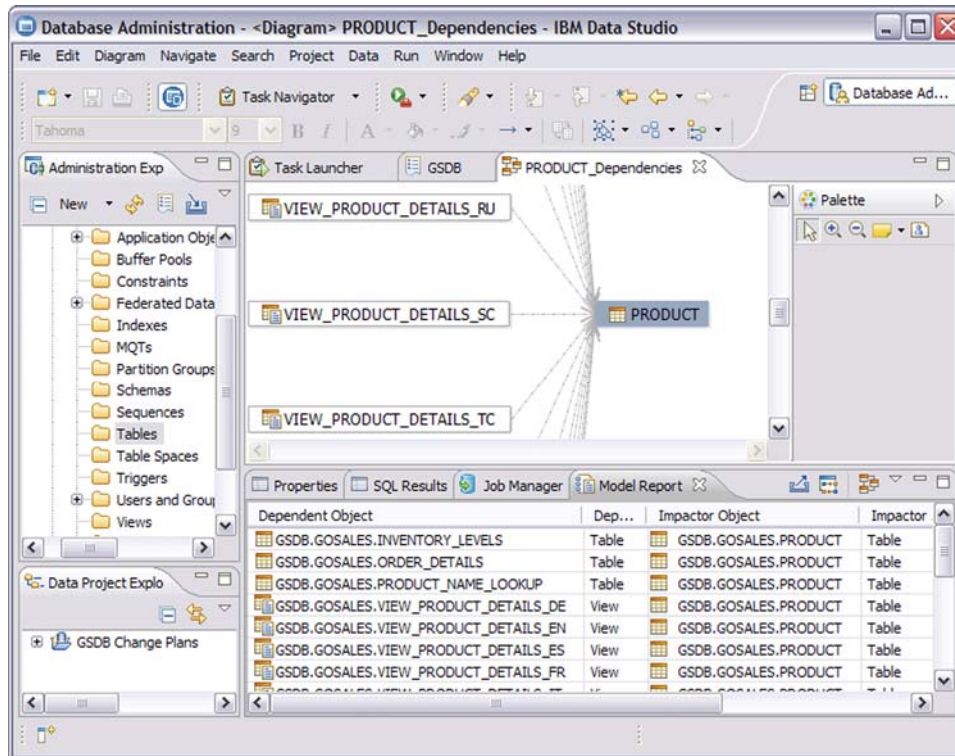 Database Administration - <Diagram> PRODUCT_Dependencies - IBM Data Studio
File Edit Diagram Navigate Search Project Data Run Window Help
Task Navigator
Database Ad...
Tahoma 9 B I A
Administration Exp
New
Application Obje
Buffer Pools
Constraints
Federated Data
Indexes
MQTs
Partition Groups
Schemas
Sequences
Tables
Table Spaces
Triggers
Users and Grou
Views
Data Project Explo
GSDB Change Plans
Task Launcher GSDB PRODUCT_Dependencies
VIEW_PRODUCT_DETAILS_RU
VIEW_PRODUCT_DETAILS_SC
PRODUCT
VIEW_PRODUCT_DETAILS_TC
Palette
Properties SQL Results Job Manager Model Report
Dependent Object Dep... Impactor Object Impactor
GSDB.GOSALES.INVENTORY_LEVELS Table GSDB.GOSALES.PRODUCT Table
GSDB.GOSALES.ORDER_DETAILS Table GSDB.GOSALES.PRODUCT Table
GSDB.GOSALES.PRODUCT_NAME_LOOKUP Table GSDB.GOSALES.PRODUCT Table
GSDB.GOSALES.VIEW_PRODUCT_DETAILS_DE View GSDB.GOSALES.PRODUCT Table
GSDB.GOSALES.VIEW_PRODUCT_DETAILS_EN View GSDB.GOSALES.PRODUCT Table
GSDB.GOSALES.VIEW_PRODUCT_DETAILS_ES View GSDB.GOSALES.PRODUCT Table
GSDB.GOSALES.VIEW_PRODUCT_DETAILS_FR View GSDB.GOSALES.PRODUCT Table